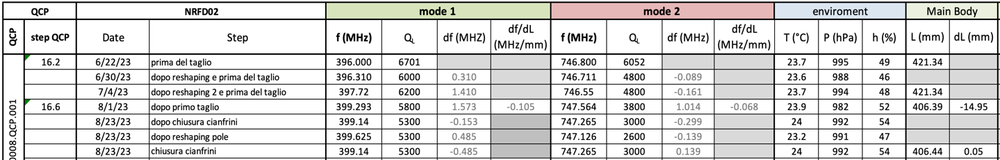 QCP NRFD02 mode 1 mode 2 enviroment Main Body
QCP step QCP Date Step f (MHz) QL df (MHZ) df/dL (MHz/mm) f (MHz) QL df (MHz) df/dL (MHz/mm) T (°C) P (hPa) h (%) L (mm) dL (mm)
0008.QCP.001
16.2 6/22/23 prima del taglio 396.000 6701 746.800 6052 23.7 995 49 421.34
6/30/23 dopo reshaping e prima del taglio 396.310 6000 0.310 746.711 4800 -0.089 23.6 988 46
7/4/23 dopo reshaping 2 e prima del taglio 397.72 6200 1.410 746.55 4800 -0.161 23.7 994 48 421.34
16.6 8/1/23 dopo primo taglio 399.293 5800 1.573 -0.105 747.564 3800 1.014 -0.068 23.9 982 52 406.39 -14.95
8/23/23 dopo chiusura cianfrini 399.14 5300 -0.153 747.265 3000 -0.299 24 992 54
8/23/23 dopo reshaping pole 399.625 5300 0.485 747.126 2600 -0.139 23.2 991 47
8/23/23 chiusura cianfrini 399.14 5300 -0.485 747.265 3000 0.139 24 992 54 406.44 0.05